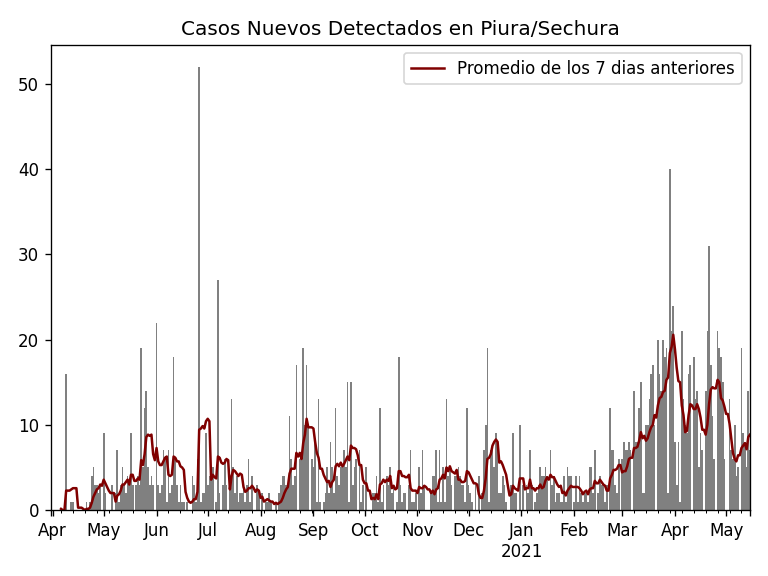 Casos Nuevos Detectados en Piura/Sechura
Promedio de los 7 dias anteriores
50
40
30
20
10
0
Apr May Jun Jul Aug Sep Oct Nov Dec Jan Feb Mar Apr May
2021